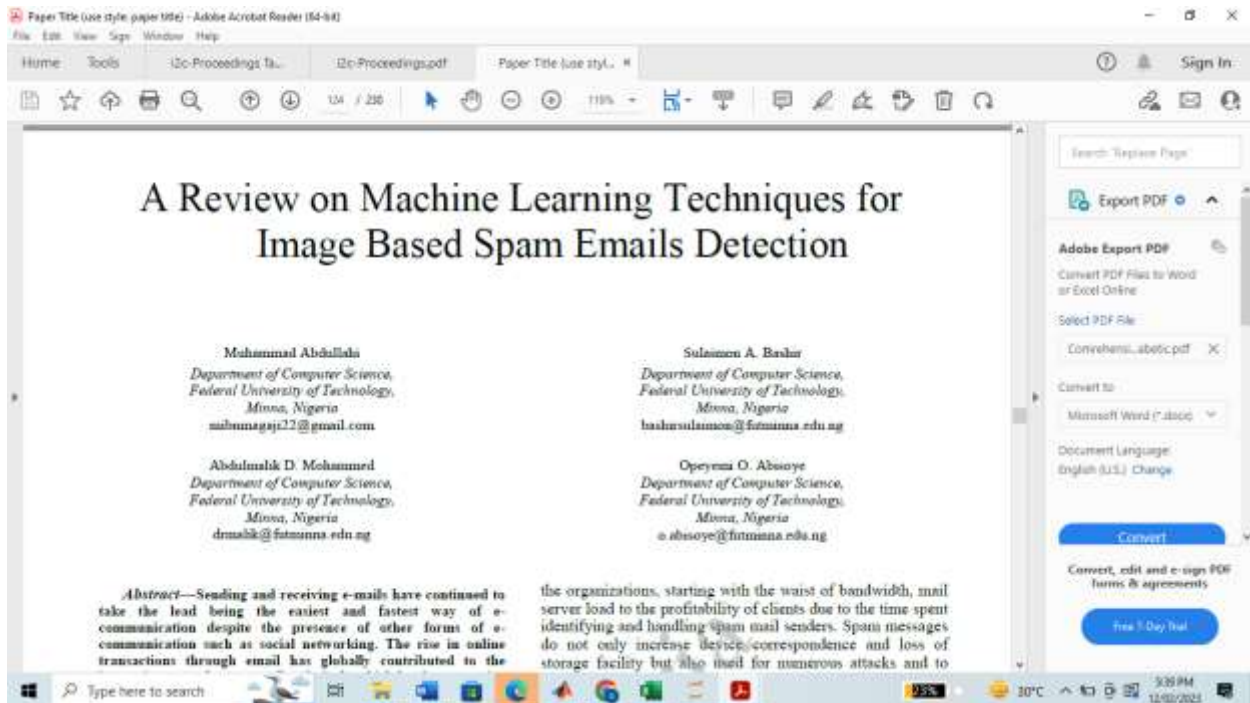 Paper Title (use style: paper title) - Adobe Acrobat Reader (64-bit)
File Edit View Sign Window Help
Home Tools i2c-Proceedings fa... i2c-Proceedings.pdf Paper Title (use styl... × Sign In
124 / 230 110%
A Review on Machine Learning Techniques for
Image Based Spam Emails Detection
Muhammad Abdullahi
Department of Computer Science,
Federal University of Technology,
Minna, Nigeria
Sulaimon A. Bashir
Department of Computer Science,
Federal University of Technology,
Minna, Nigeria
bashirsulaimon@futminna.edu.ng
Abdulmalik D. Mohammed
Department of Computer Science,
Federal University of Technology,
Minna, Nigeria
drmalik@futminna.edu.ng
Opeyemi O. Abisoye
Department of Computer Science,
Federal University of Technology,
Minna, Nigeria
o.abisoye@futminna.edu.ng
Abstract—Sending and receiving e-mails have continued to
take the lead being the easiest and fastest way of e-
communication despite the presence of other forms of e-
communication such as social networking. The rise in online
transactions through email has globally contributed to the
the organizations, starting with the waist of bandwidth, mail
server load to the profitability of clients due to the time spent
identifying and handling spam mail senders. Spam messages
do not only increase device correspondence and loss of
storage facility but also used for numerous attacks and to
Search 'Replace Page'
Export PDF
Adobe Export PDF
Convert PDF Files to Word
or Excel Online
Select PDF File
Comrehensi...abetic.pdf ×
Convert to
Microsoft Word (*.docx)
Document Language:
English (U.S.) Change
Convert
Convert, edit and e-sign PDF
forms & agreements
Free 7-Day Trial
Type here to search
30°C
12/02/2023